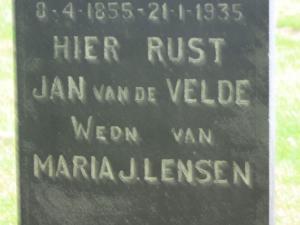 8-4-1855-21-1-1935
HIER RUST
JAN VAN DE VELDE
WEDN VAN
MARIA J. LENSEN